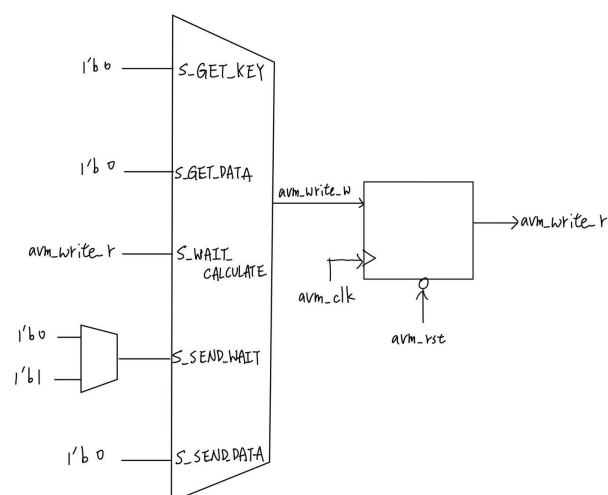 1'b0
S_GET_KEY
1'b0
S_GET_DATA
avm_write_w
avm_write_r
avm_write_r
S_WAIT_
CALCULATE
avm_clk
avm_rst
1'b0
1'b1
S_SEND_WAIT
1'b0
S_SEND_DATA